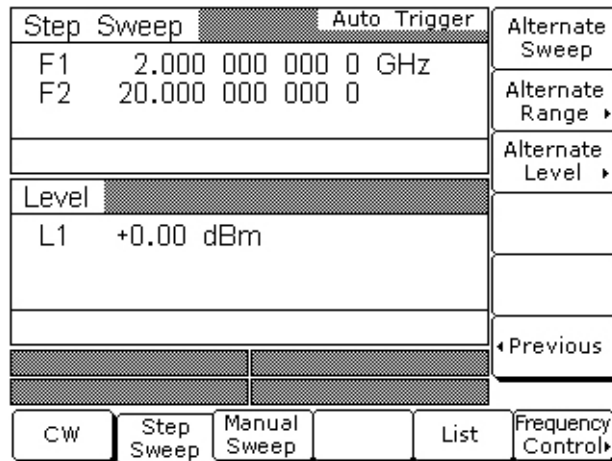 Step Sweep
Auto Trigger
F1 2.000 000 000 0 GHz
F2 20.000 000 000 0
Level
L1 +0.00 dBm
Alternate
Sweep
Alternate
Range
Alternate
Level
Previous
CW
Step
Sweep
Manual
Sweep
List
Frequency
Control